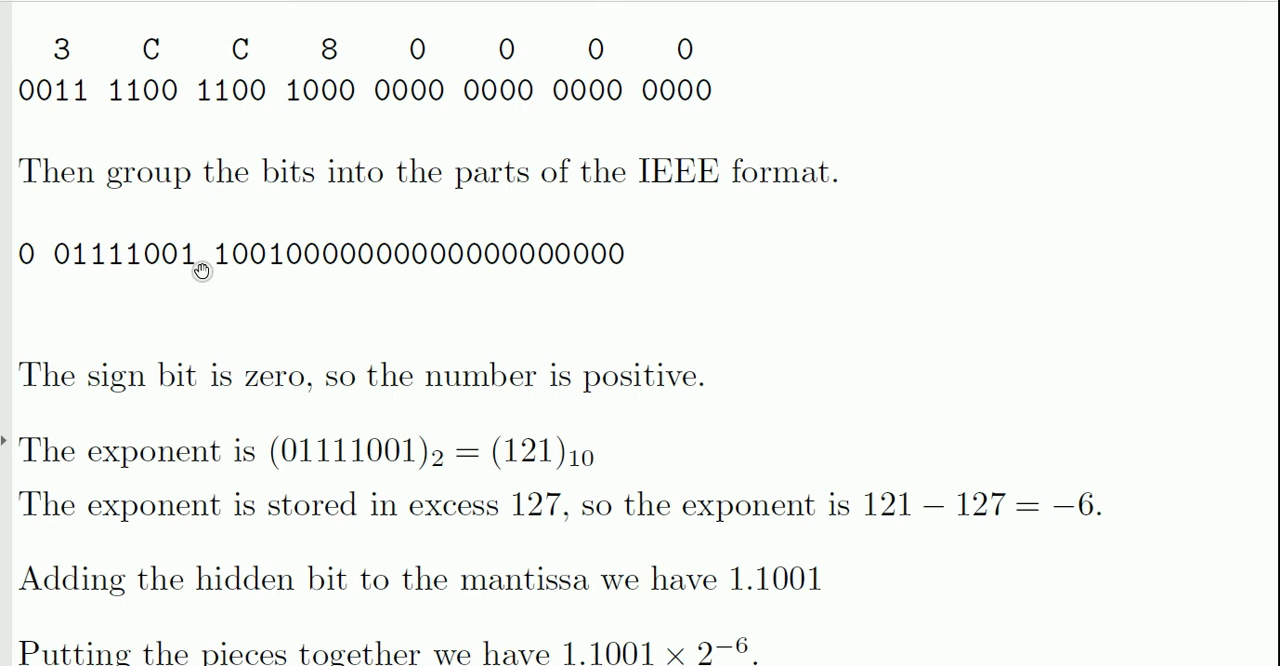 3 C C 8 0 0 0 0
0011 1100 1100 1000 0000 0000 0000 0000
Then group the bits into the parts of the IEEE format.
0 01111001 10010000000000000000000
The sign bit is zero, so the number is positive.
The exponent is (01111001)₂ = (121)₁₀
The exponent is stored in excess 127, so the exponent is 121 − 127 = −6.
Adding the hidden bit to the mantissa we have 1.1001
Putting the pieces together we have 1.1001 × 2⁻⁶.